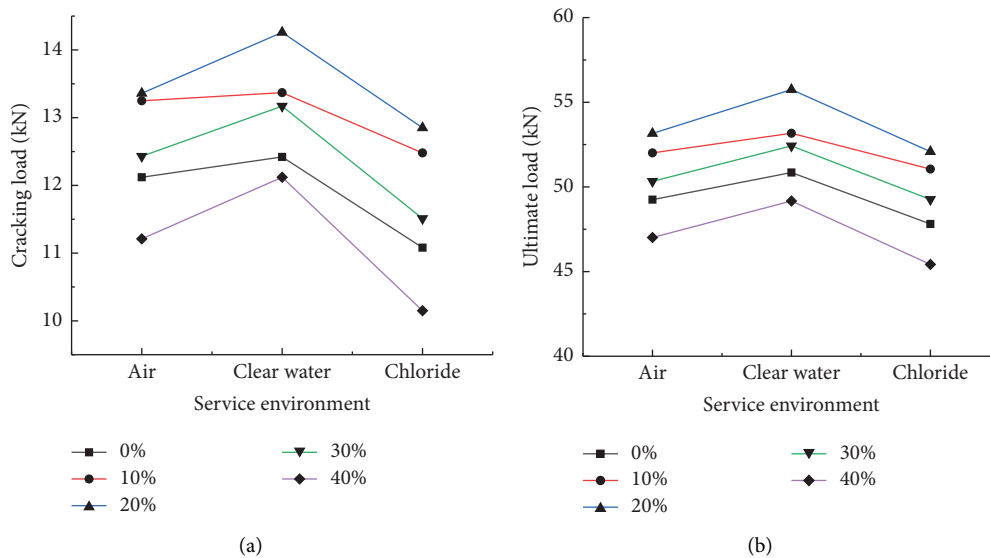 14
13
12
11
10
Cracking load (kN)
Air Clear water Chloride
Service environment
0% 30%
10% 40%
20%
(a)
60
55
50
45
40
Ultimate load (kN)
Air Clear water Chloride
Service environment
0% 30%
10% 40%
20%
(b)